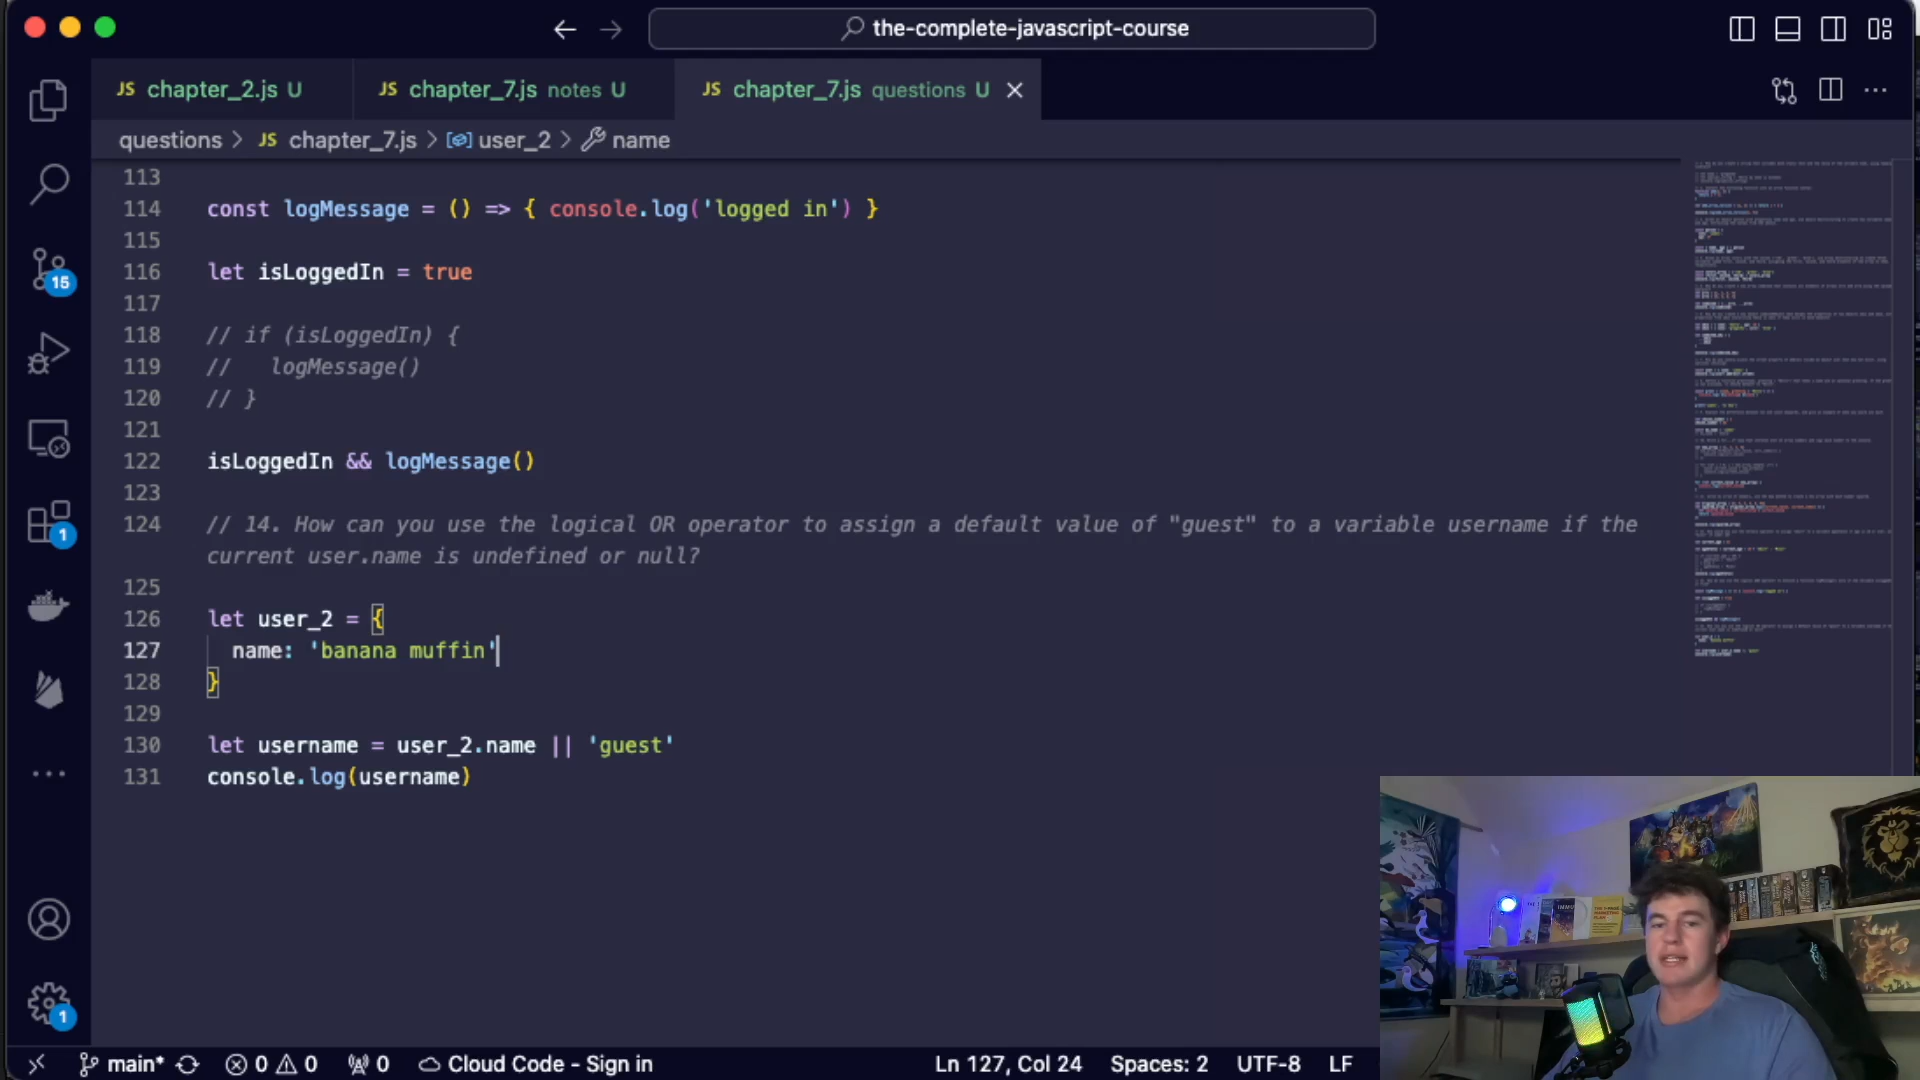 the-complete-javascript-course
JS chapter_2.js U
JS chapter_7.js notes U
JS chapter_7.js questions U
questions > JS chapter_7.js > user_2 > name
113
114 const logMessage = () => { console.log('logged in') }
115
116 let isLoggedIn = true
117
118 // if (isLoggedIn) {
119 //   logMessage()
120 // }
121
122 isLoggedIn && logMessage()
123
124 // 14. How can you use the logical OR operator to assign a default value of "guest" to a variable username if the
current user.name is undefined or null?
125
126 let user_2 = {
127   name: 'banana muffin'
128 }
129
130 let username = user_2.name || 'guest'
131 console.log(username)
15
1
1
main* 0 0 0 Cloud Code - Sign in Ln 127, Col 24 Spaces: 2 UTF-8 LF